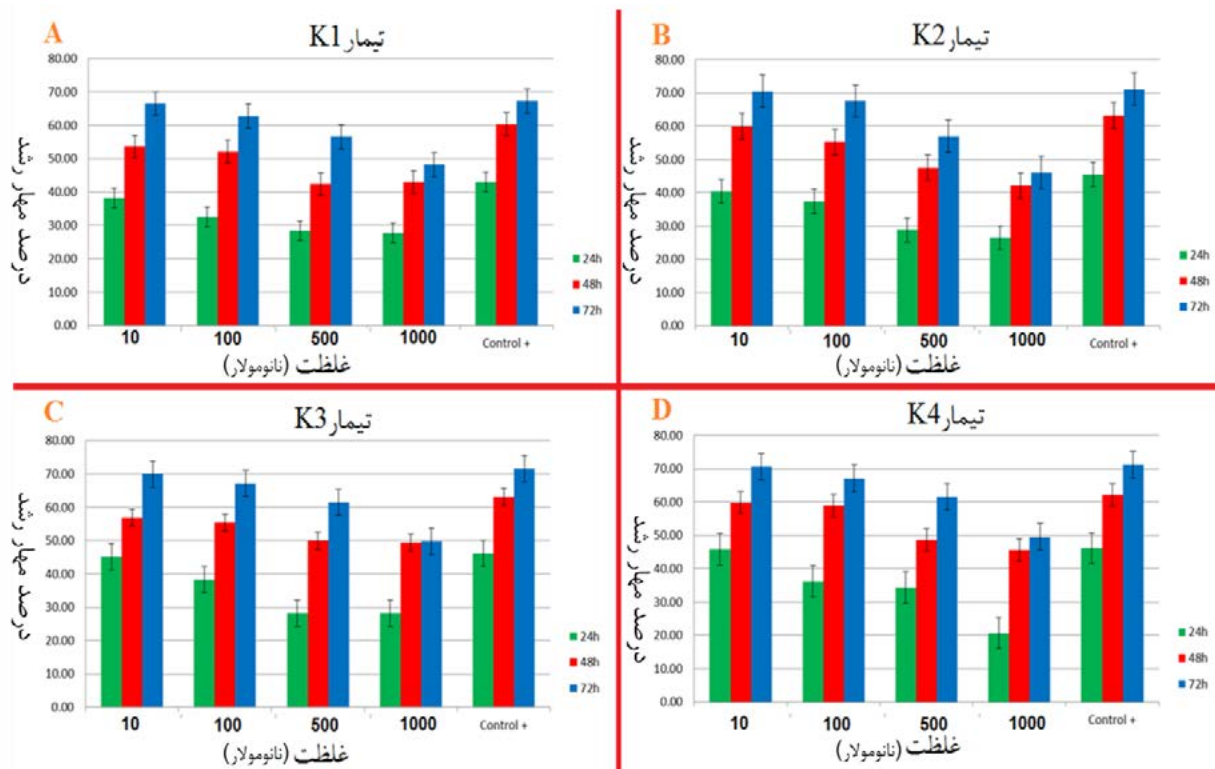 A
تیمار K1
80.00
70.00
60.00
50.00
40.00
30.00
20.00
10.00
0.00
درصد مهار رشد
24h
48h
72h
10 100 500 1000 Control +
غلظت (نانومولار)
B
تیمار K2
80.00
70.00
60.00
50.00
40.00
30.00
20.00
10.00
0.00
درصد مهار رشد
24h
48h
72h
10 100 500 1000 Control +
غلظت (نانومولار)
C
تیمار K3
80.00
70.00
60.00
50.00
40.00
30.00
20.00
10.00
0.00
درصد مهار رشد
24h
48h
72h
10 100 500 1000 Control +
غلظت (نانومولار)
D
تیمار K4
80.00
70.00
60.00
50.00
40.00
30.00
20.00
10.00
0.00
درصد مهار رشد
24h
48h
72h
10 100 500 1000 Control +
غلظت (نانومولار)